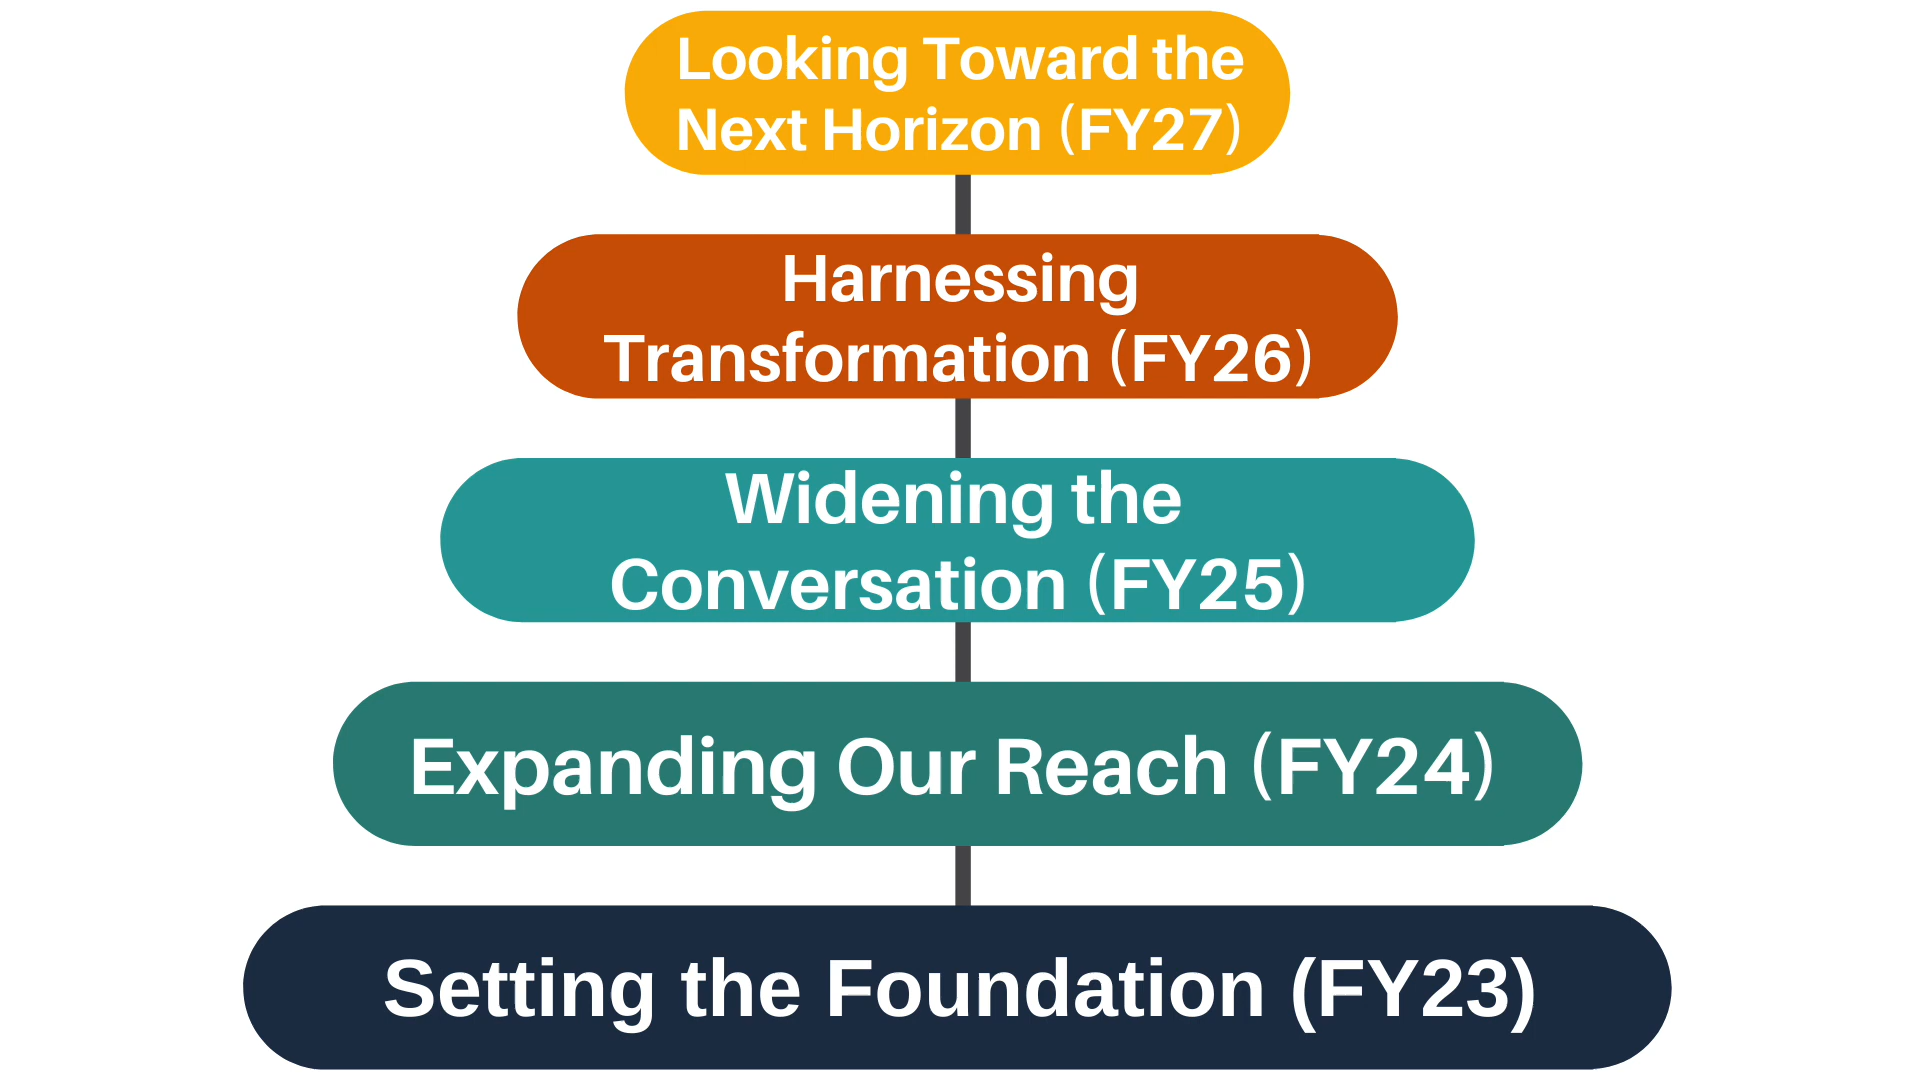 Looking Toward the
Next Horizon (FY27)
Harnessing
Transformation (FY26)
Widening the
Conversation (FY25)
Expanding Our Reach (FY24)
Setting the Foundation (FY23)